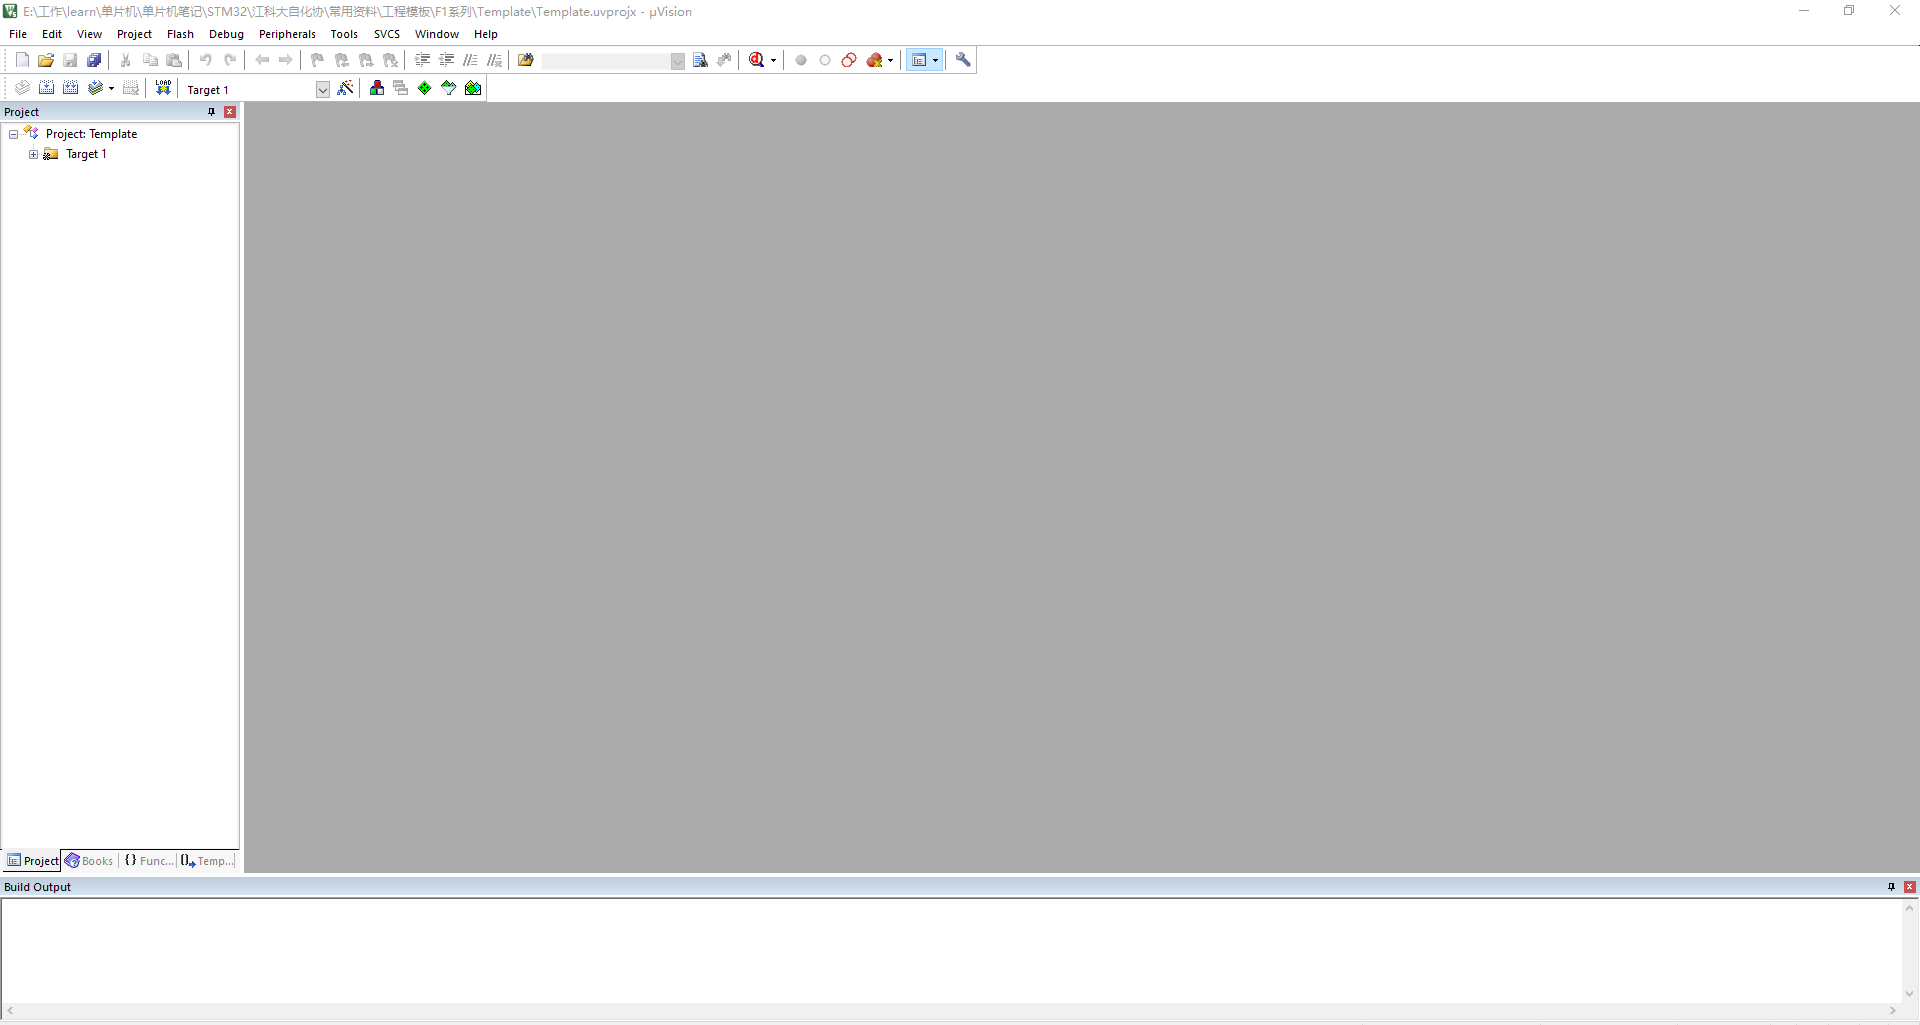 E:\工作\learn\单片机\单片机笔记\STM32\江科大自化协\常用资料\工程模板\F1系列\Template\Template.uvprojx - µVision
File Edit View Project Flash Debug Peripherals Tools SVCS Window Help
LOAD
Target 1
Project
Project: Template
Target 1
Project Books {} Func... Temp...
Build Output